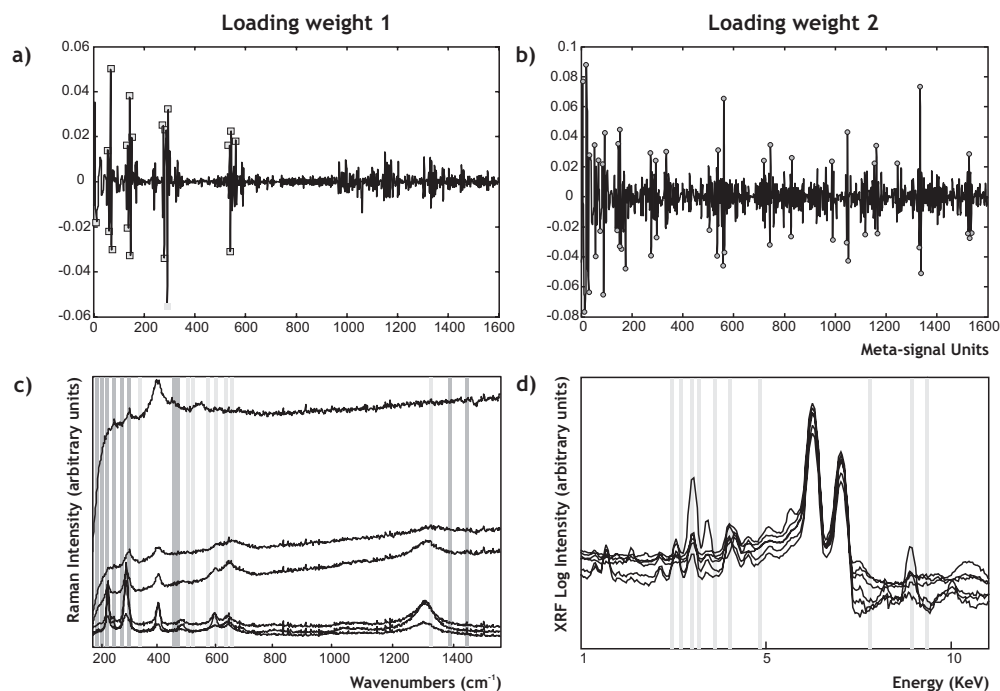 Loading weight 1
Loading weight 2
a)
0.06
0.04
0.02
0
-0.02
-0.04
-0.06
0 200 400 600 800 1000 1200 1400 1600
b)
0.1
0.08
0.06
0.04
0.02
0
-0.02
-0.04
-0.06
-0.08
0 200 400 600 800 1000 1200 1400 1600
Meta-signal Units
c)
Raman Intensity (arbitrary units)
200 400 600 800 1000 1200 1400
Wavenumbers (cm-1)
d)
XRF Log Intensity (arbitrary units)
1 5 10
Energy (KeV)